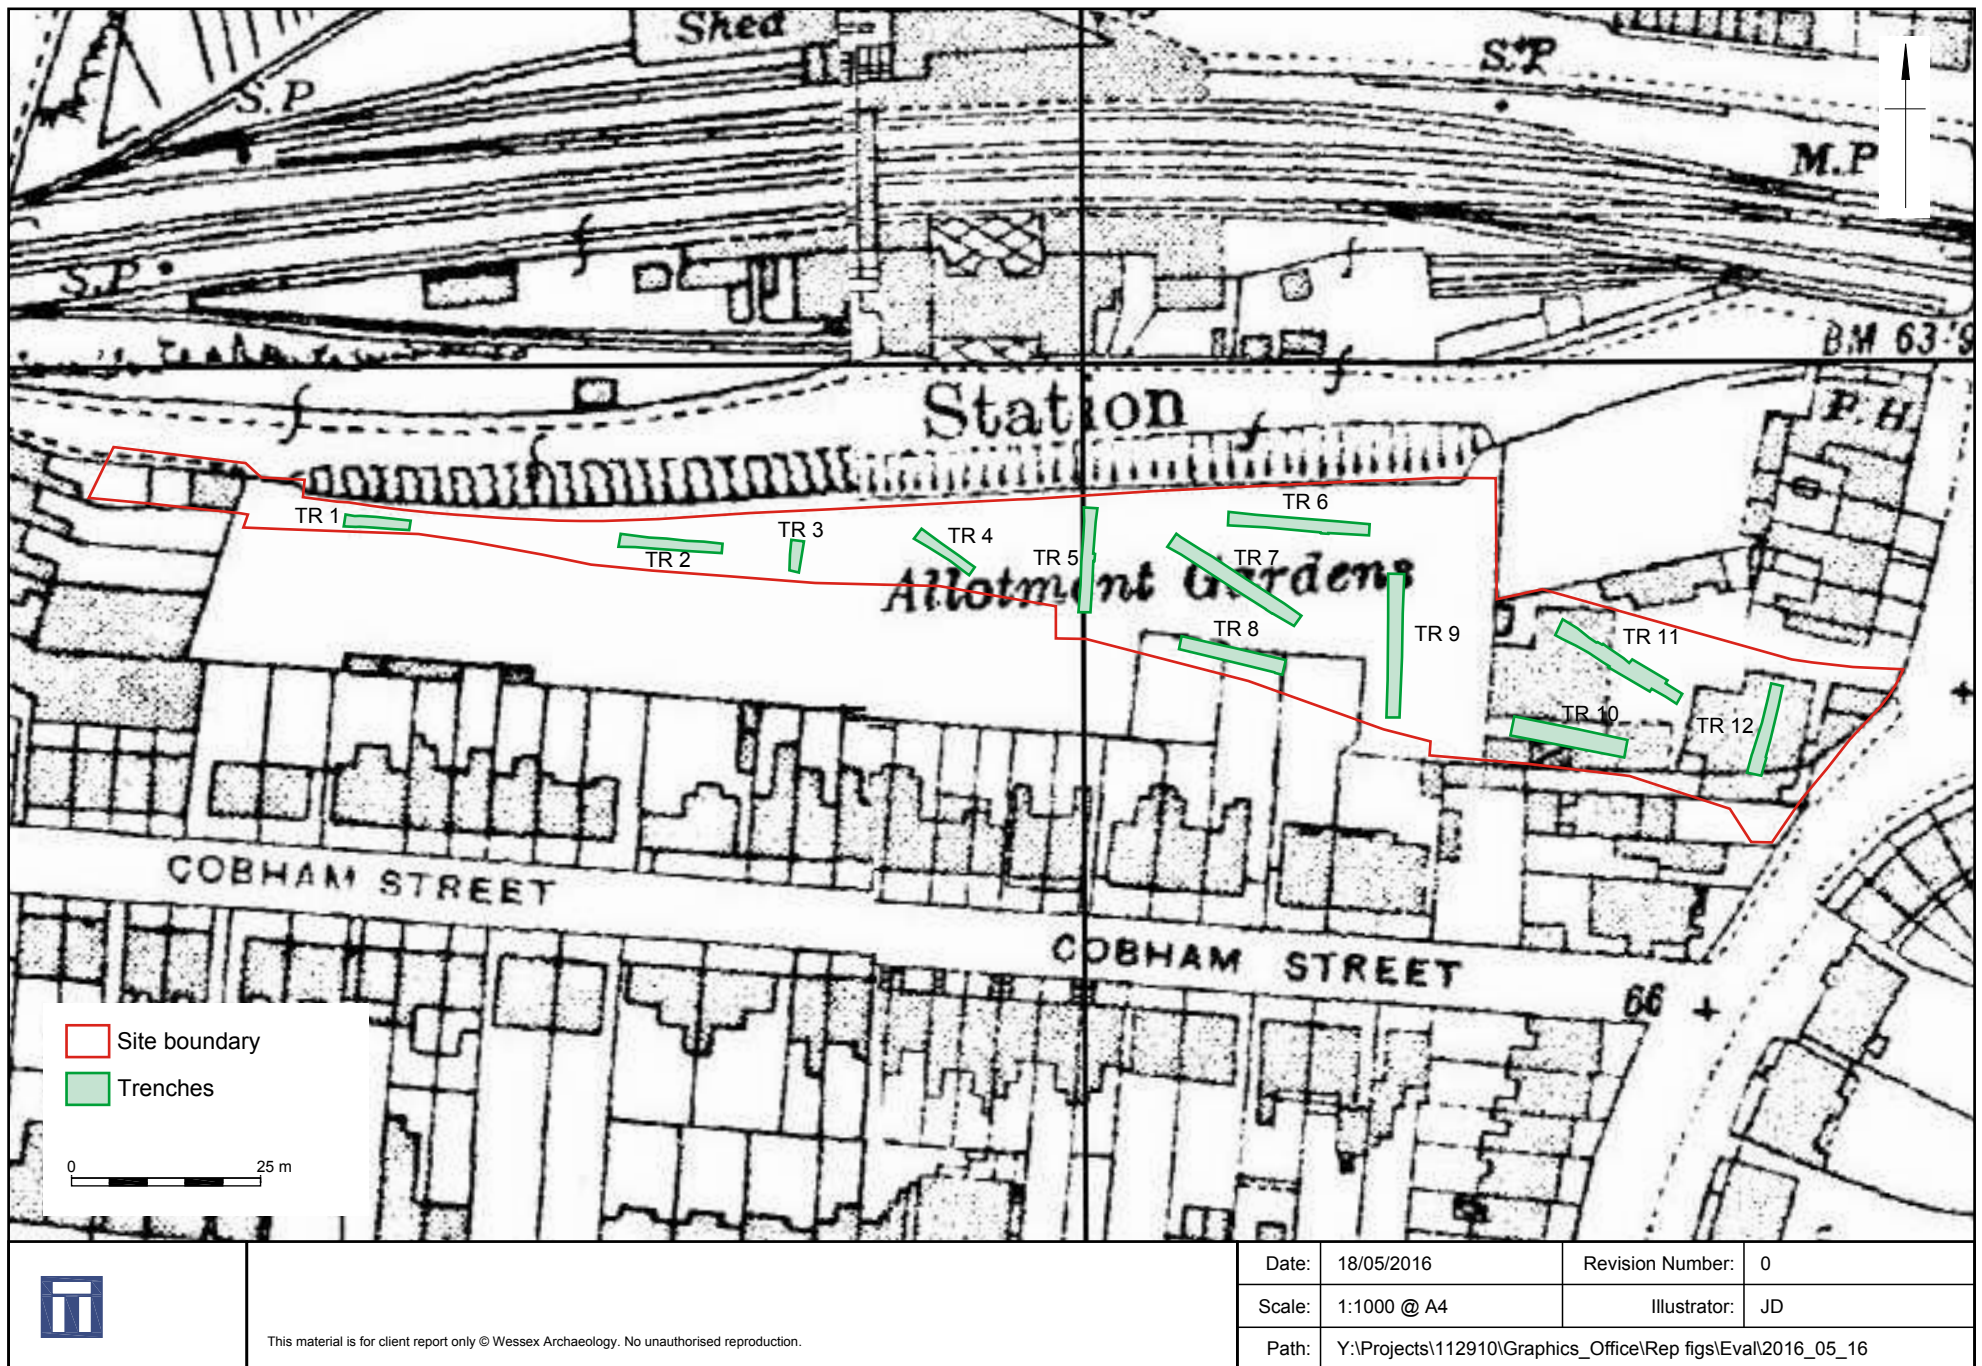 Shed
S.P
S.P
M.P
S.P
BM 63·9
Station
P.H
TR 1
TR 2
TR 3
TR 4
TR 5
TR 6
TR 7
Allotment Gardens
TR 8
TR 9
TR 11
TR 10
TR 12
COBHAM STREET
COBHAM STREET
66
Site boundary
Trenches
0 25 m
Date: 18/05/2016 Revision Number: 0
Scale: 1:1000 @ A4 Illustrator: JD
This material is for client report only © Wessex Archaeology. No unauthorised reproduction.
Path: Y:\Projects\112910\Graphics_Office\Rep figs\Eval\2016_05_16